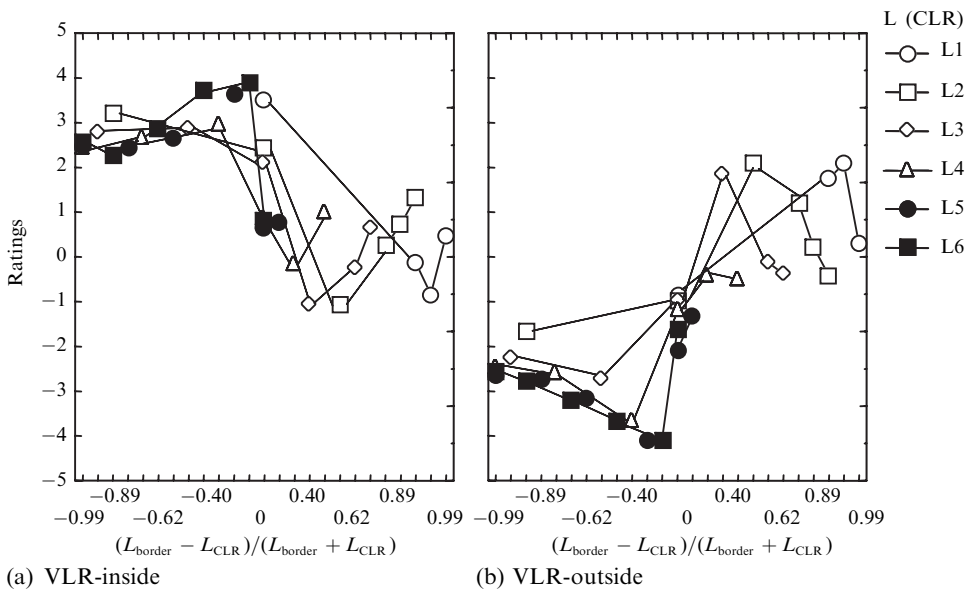 L (CLR)
L1
L2
L3
L4
L5
L6
Ratings
5
4
3
2
1
0
−1
−2
−3
−4
−5
−0.89 −0.40 0.40 0.89
−0.99 −0.62 0 0.62 0.99
(L_border − L_CLR)/(L_border + L_CLR)
(a) VLR-inside
−0.89 −0.40 0.40 0.89
−0.99 −0.62 0 0.62 0.99
(L_border − L_CLR)/(L_border + L_CLR)
(b) VLR-outside